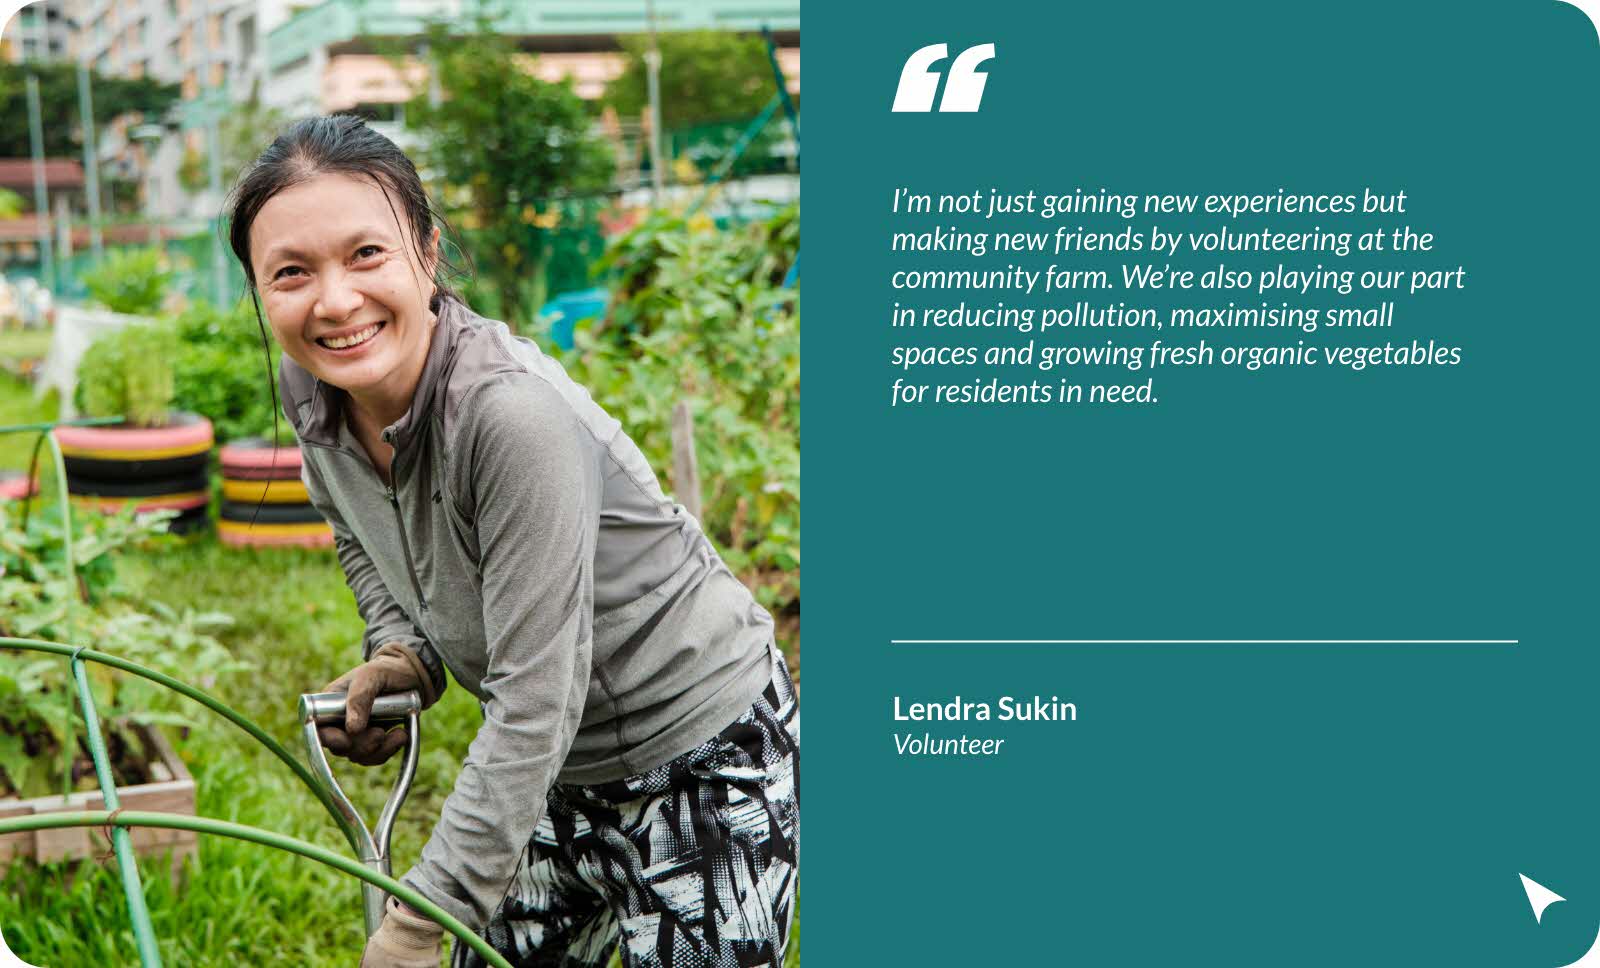 “
I’m not just gaining new experiences but
making new friends by volunteering at the
community farm. We’re also playing our part
in reducing pollution, maximising small
spaces and growing fresh organic vegetables
for residents in need.
Lendra Sukin
Volunteer